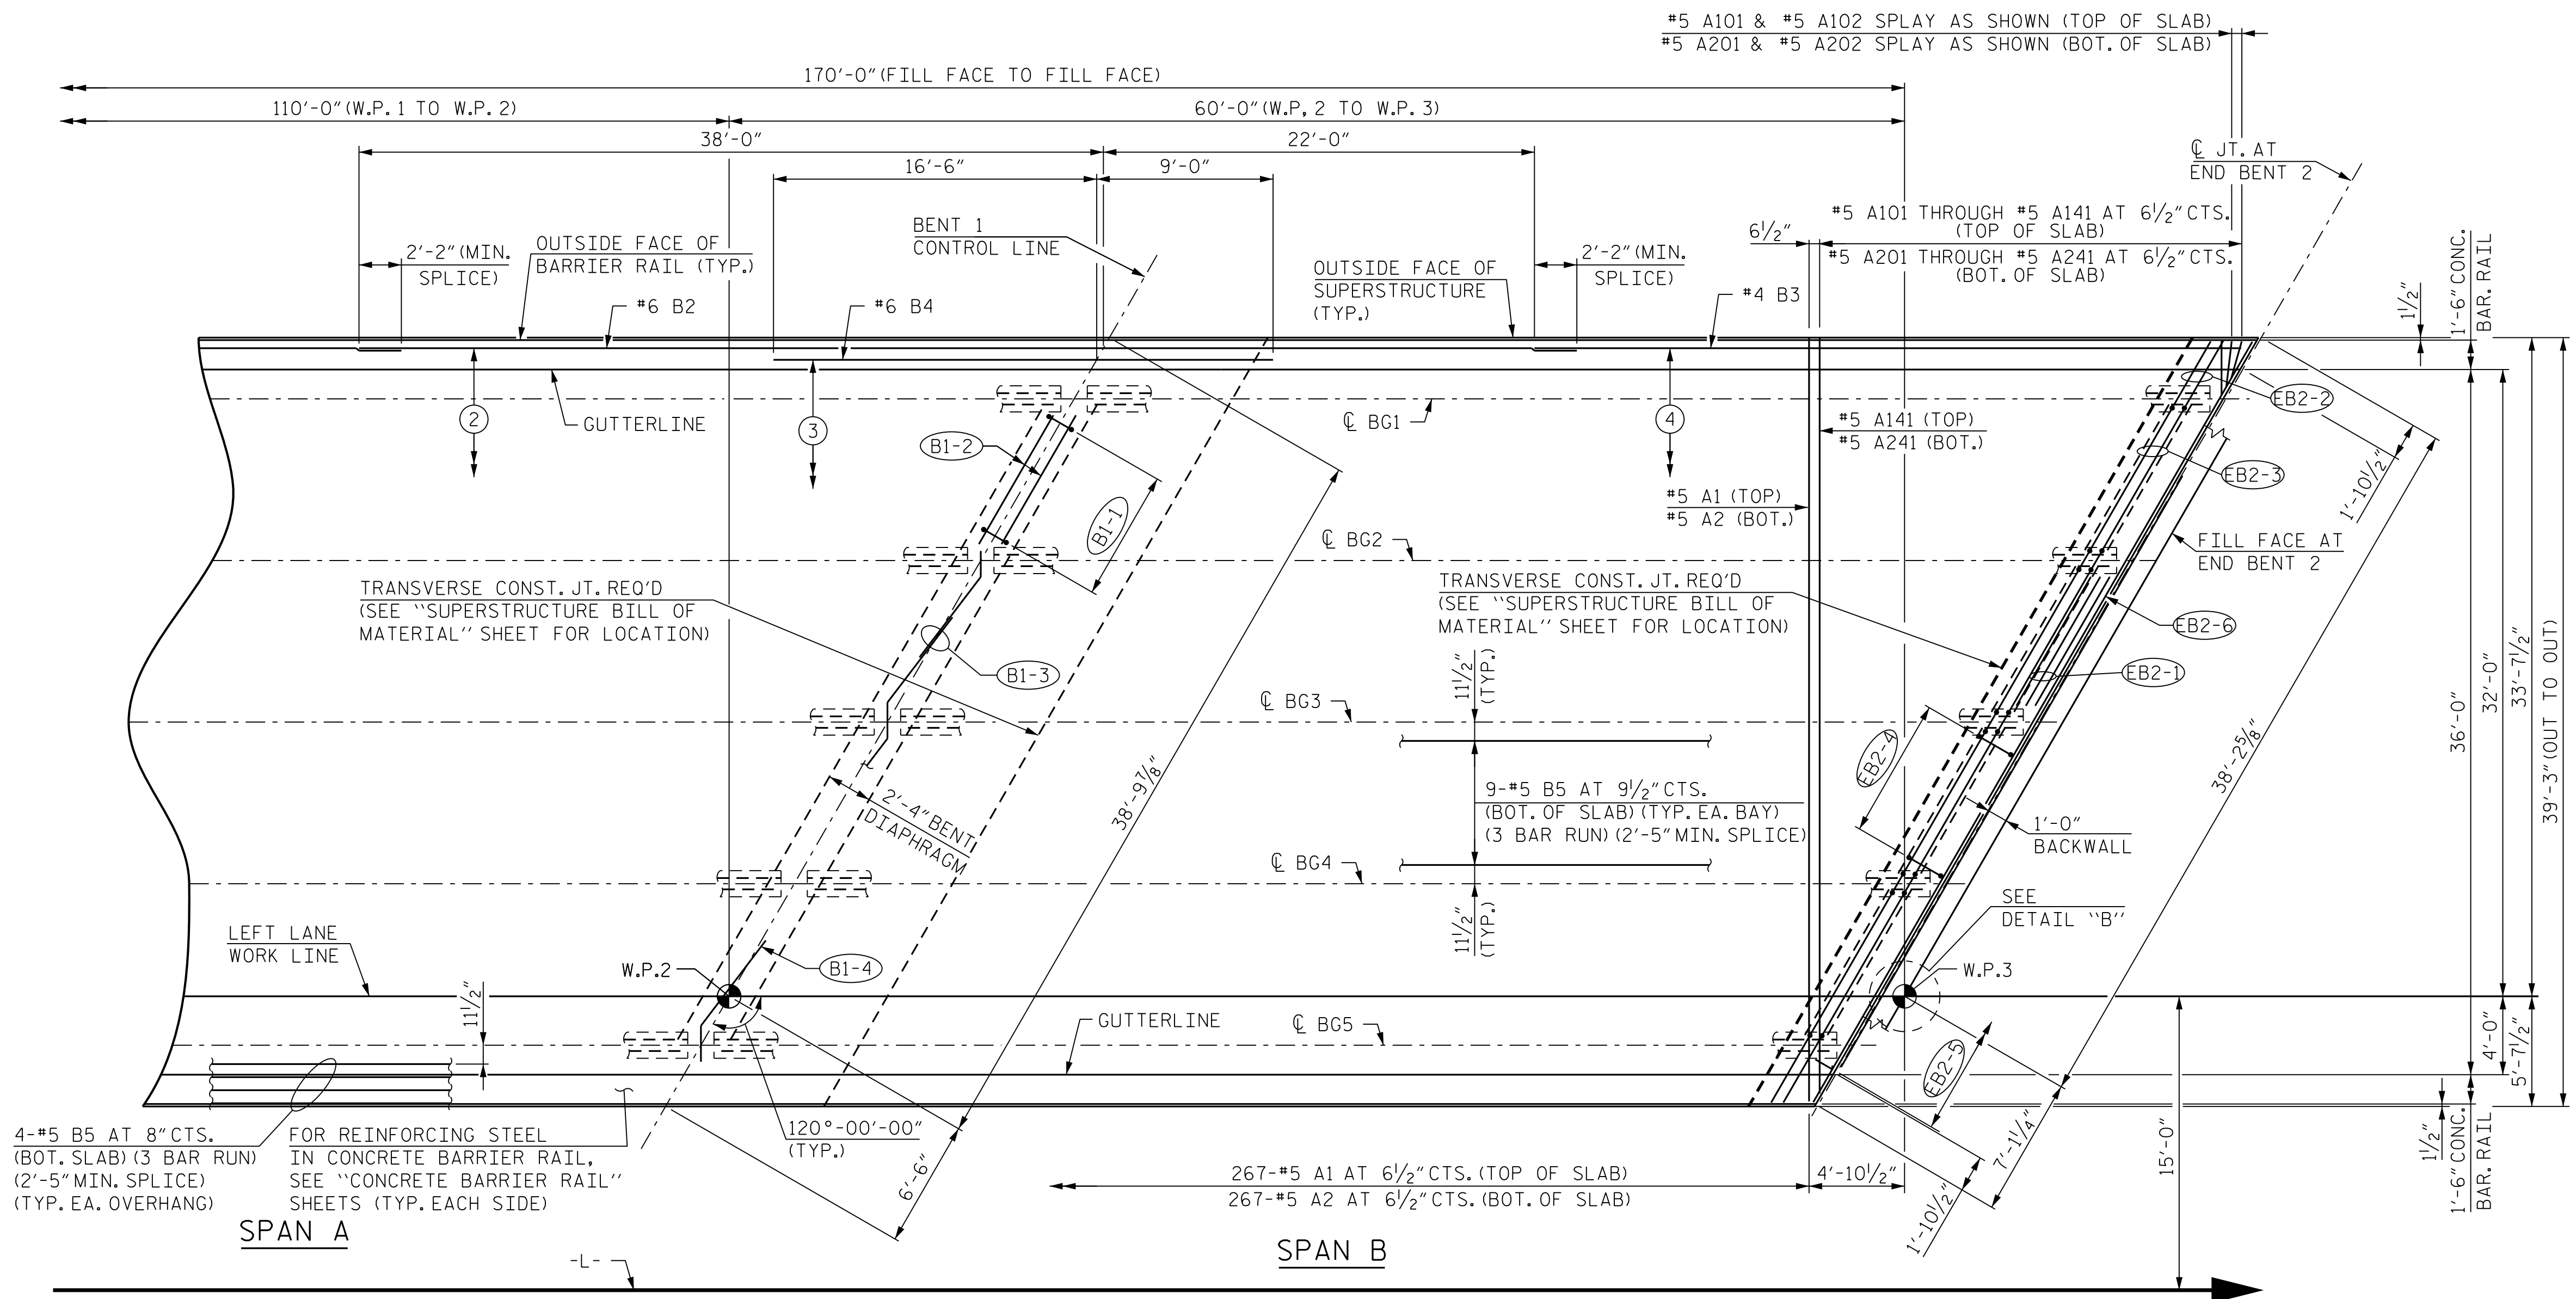 #5 A101 & #5 A102 SPLAY AS SHOWN (TOP OF SLAB)
#5 A201 & #5 A202 SPLAY AS SHOWN (BOT. OF SLAB)
170'-0" (FILL FACE TO FILL FACE)
110'-0" (W.P. 1 TO W.P. 2)
60'-0" (W.P, 2 TO W.P. 3)
38'-0"
22'-0"
16'-6"
9'-0"
℄ JT. AT
END BENT 2
BENT 1
CONTROL LINE
2'-2" (MIN.
SPLICE)
OUTSIDE FACE OF
BARRIER RAIL (TYP.)
#6 B2
#6 B4
OUTSIDE FACE OF
SUPERSTRUCTURE
(TYP.)
2'-2" (MIN.
SPLICE)
#4 B3
6½"
#5 A101 THROUGH #5 A141 AT 6½" CTS.
(TOP OF SLAB)
#5 A201 THROUGH #5 A241 AT 6½" CTS.
(BOT. OF SLAB)
1½"
1'-6" CONC.
BAR. RAIL
2
GUTTERLINE
3
B1-2
B1-1
℄ BG1
4
#5 A141 (TOP)
#5 A241 (BOT.)
EB2-2
EB2-3
1'-10½"
#5 A1 (TOP)
#5 A2 (BOT.)
℄ BG2
FILL FACE AT
END BENT 2
TRANSVERSE CONST. JT. REQ'D
(SEE "SUPERSTRUCTURE BILL OF
MATERIAL" SHEET FOR LOCATION)
B1-3
TRANSVERSE CONST. JT. REQ'D
(SEE "SUPERSTRUCTURE BILL OF
MATERIAL" SHEET FOR LOCATION)
EB2-6
EB2-1
11½"
(TYP.)
℄ BG3
EB2-4
38'-2⅝"
36'-0"
32'-0"
33'-7½"
39'-3" (OUT TO OUT)
2'-4" BENT
DIAPHRAGM
38'-9⅞"
9-#5 B5 AT 9½" CTS.
(BOT. OF SLAB) (TYP. EA. BAY)
(3 BAR RUN) (2'-5" MIN. SPLICE)
1'-0"
BACKWALL
℄ BG4
11½"
(TYP.)
SEE
DETAIL "B"
LEFT LANE
WORK LINE
W.P.2
B1-4
W.P.3
11½"
GUTTERLINE
℄ BG5
EB2-5
4'-0"
5'-7½"
4-#5 B5 AT 8" CTS.
(BOT. SLAB) (3 BAR RUN)
(2'-5" MIN. SPLICE)
(TYP. EA. OVERHANG)
FOR REINFORCING STEEL
IN CONCRETE BARRIER RAIL,
SEE "CONCRETE BARRIER RAIL"
SHEETS (TYP. EACH SIDE)
120°-00'-00"
(TYP.)
6'-6"
267-#5 A1 AT 6½" CTS. (TOP OF SLAB)
267-#5 A2 AT 6½" CTS. (BOT. OF SLAB)
4'-10½"
7'-1¼"
1'-10½"
15'-0"
1½"
1'-6" CONC.
BAR. RAIL
SPAN A
SPAN B
-L-